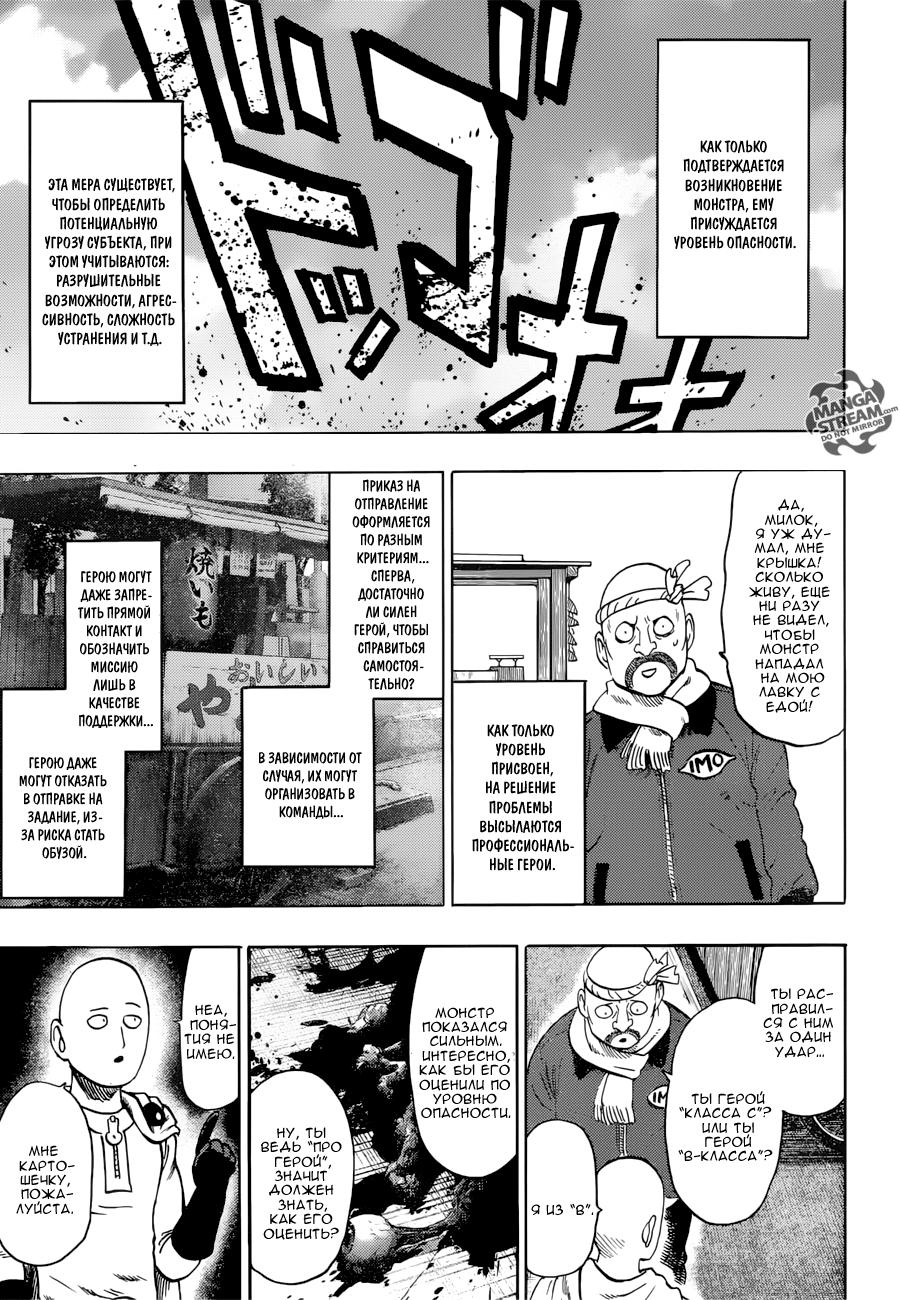 КАК ТОЛЬКО
ПОДТВЕРЖДАЕТСЯ
ВОЗНИКНОВЕНИЕ
МОНСТРА, ЕМУ
ПРИСУЖДАЕТСЯ
УРОВЕНЬ ОПАСНОСТИ.
ドゴォォ
ЭТА МЕРА СУЩЕСТВУЕТ,
ЧТОБЫ ОПРЕДЕЛИТЬ
ПОТЕНЦИАЛЬНУЮ
УГРОЗУ СУБЪЕКТА, ПРИ
ЭТОМ УЧИТЫВАЮТСЯ:
РАЗРУШИТЕЛЬНЫЕ
ВОЗМОЖНОСТИ, АГРЕС-
СИВНОСТЬ, СЛОЖНОСТЬ
УСТРАНЕНИЯ И Т.Д.
MANGA
STREAM.com
DO NOT MIRROR
ДА,
МИЛОК,
Я УЖ ДУ-
МАЛ, МНЕ
КРЫШКА!
СКОЛЬКО
ЖИВУ, ЕЩЕ
НИ РАЗУ
НЕ ВИДЕЛ,
ЧТОБЫ
МОНСТР
НАПАДАЛ
НА МОЮ
ЛАВКУ С
ЕДОЙ!
IMO
КАК ТОЛЬКО
УРОВЕНЬ
ПРИСВОЕН,
НА РЕШЕНИЕ
ПРОБЛЕМЫ
ВЫСЫЛАЮТСЯ
ПРОФЕССИОНАЛЬ-
НЫЕ ГЕРОИ.
ПРИКАЗ НА
ОТПРАВЛЕНИЕ
ОФОРМЛЯЕТСЯ
ПО РАЗНЫМ
КРИТЕРИЯМ...
СПЕРВА,
ДОСТАТОЧНО
ЛИ СИЛЕН
ГЕРОЙ, ЧТОБЫ
СПРАВИТЬСЯ
САМОСТОЯ-
ТЕЛЬНО?
焼いも
おいしい
や
В ЗАВИСИМОСТИ ОТ
СЛУЧАЯ, ИХ МОГУТ
ОРГАНИЗОВАТЬ В
КОМАНДЫ...
ГЕРОЮ МОГУТ
ДАЖЕ ЗАПРЕ-
ТИТЬ ПРЯМОЙ
КОНТАКТ И
ОБОЗНАЧИТЬ
МИССИЮ
ЛИШЬ В
КАЧЕСТВЕ
ПОДДЕРЖКИ...
ГЕРОЮ ДАЖЕ
МОГУТ ОТКАЗАТЬ
В ОТПРАВКЕ НА
ЗАДАНИЕ, ИЗ-
ЗА РИСКА СТАТЬ
ОБУЗОЙ.
ТЫ РАС-
ПРАВИЛ-
СЯ С НИМ
ЗА ОДИН
УДАР...
IMO
ТЫ ГЕРОЙ
"КЛАССА С"?
ИЛИ ТЫ
ГЕРОЙ
"B-КЛАССА"?
Я ИЗ "B".
МОНСТР
ПОКАЗАЛСЯ
СИЛЬНЫМ.
ИНТЕРЕСНО,
КАК БЫ ЕГО
ОЦЕНИЛИ ПО
УРОВНЮ
ОПАСНОСТИ.
НУ, ТЫ
ВЕДЬ "ПРО
ГЕРОЙ",
ЗНАЧИТ
ДОЛЖЕН
ЗНАТЬ,
КАК ЕГО
ОЦЕНИТЬ?
НЕА,
ПОНЯ-
ТИЯ НЕ
ИМЕЮ.
МНЕ
КАРТО-
ШЕЧКУ,
ПОЖА-
ЛУЙСТА.